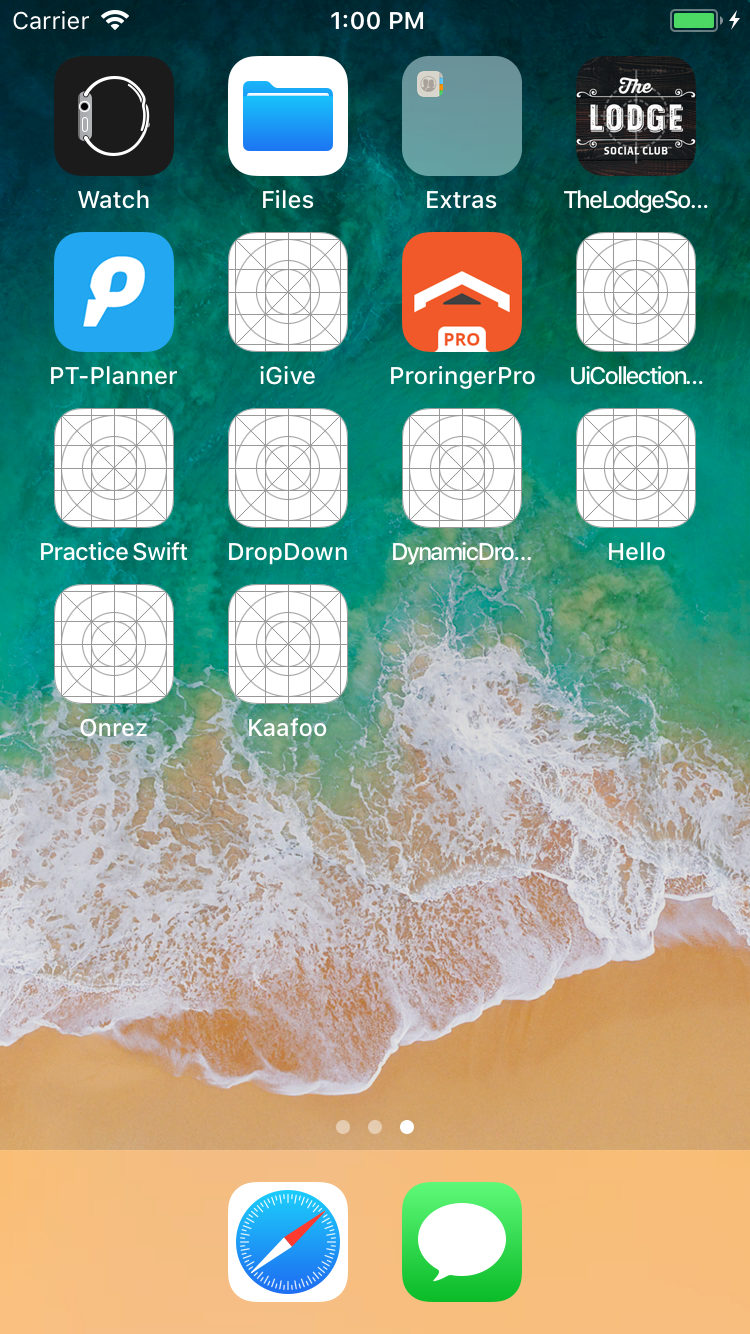 Carrier 1:00 PM
The
LODGE
SOCIAL CLUB
Watch Files Extras TheLodgeSo...
P
PRO
PT-Planner iGive ProringerPro UiCollection...
Practice Swift DropDown DynamicDro... Hello
Onrez Kaafoo